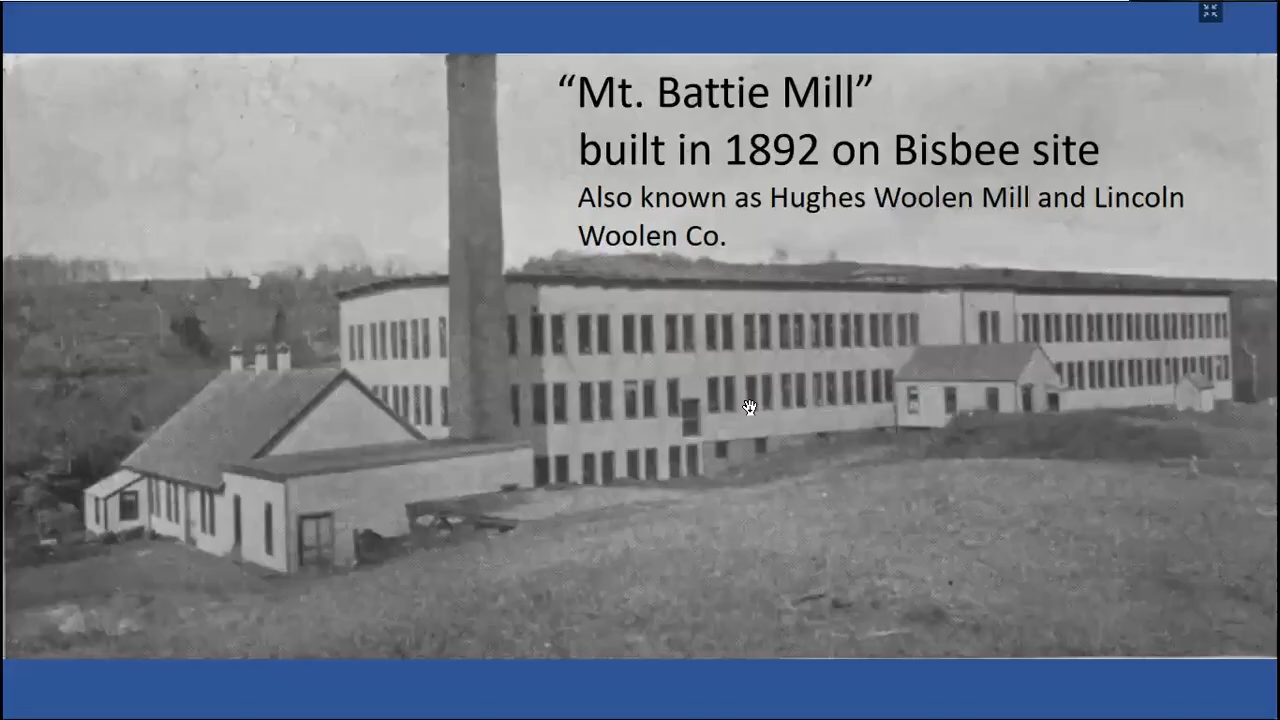 “Mt. Battie Mill”
built in 1892 on Bisbee site
Also known as Hughes Woolen Mill and Lincoln
Woolen Co.